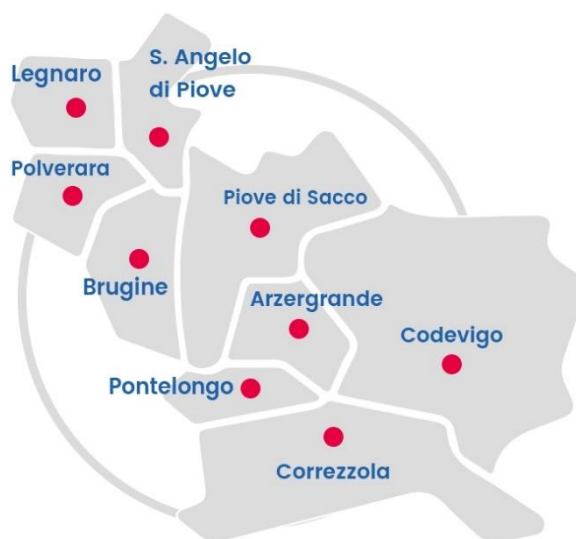 Legnaro
S. Angelo
di Piove
Polverara
Piove di Sacco
Brugine
Arzergrande
Codevigo
Pontelongo
Correzzola